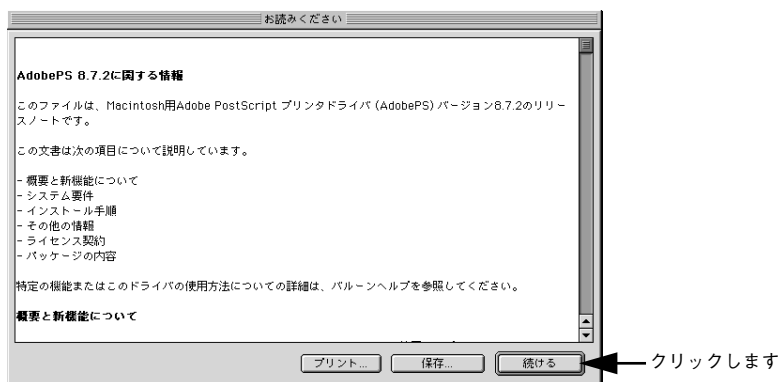 お読みください
AdobePS 8.7.2に関する情報
このファイルは、Macintosh用Adobe PostScript プリンタドライバ (AdobePS) バージョン8.7.2のリリー
スノートです。
この文書は次の項目について説明しています。
- 概要と新機能について
- システム要件
- インストール手順
- その他の情報
- ライセンス契約
- パッケージの内容
特定の機能またはこのドライバの使用方法についての詳細は、バルーンヘルプを参照してください。
概要と新機能について
プリント...
保存...
続ける
クリックします